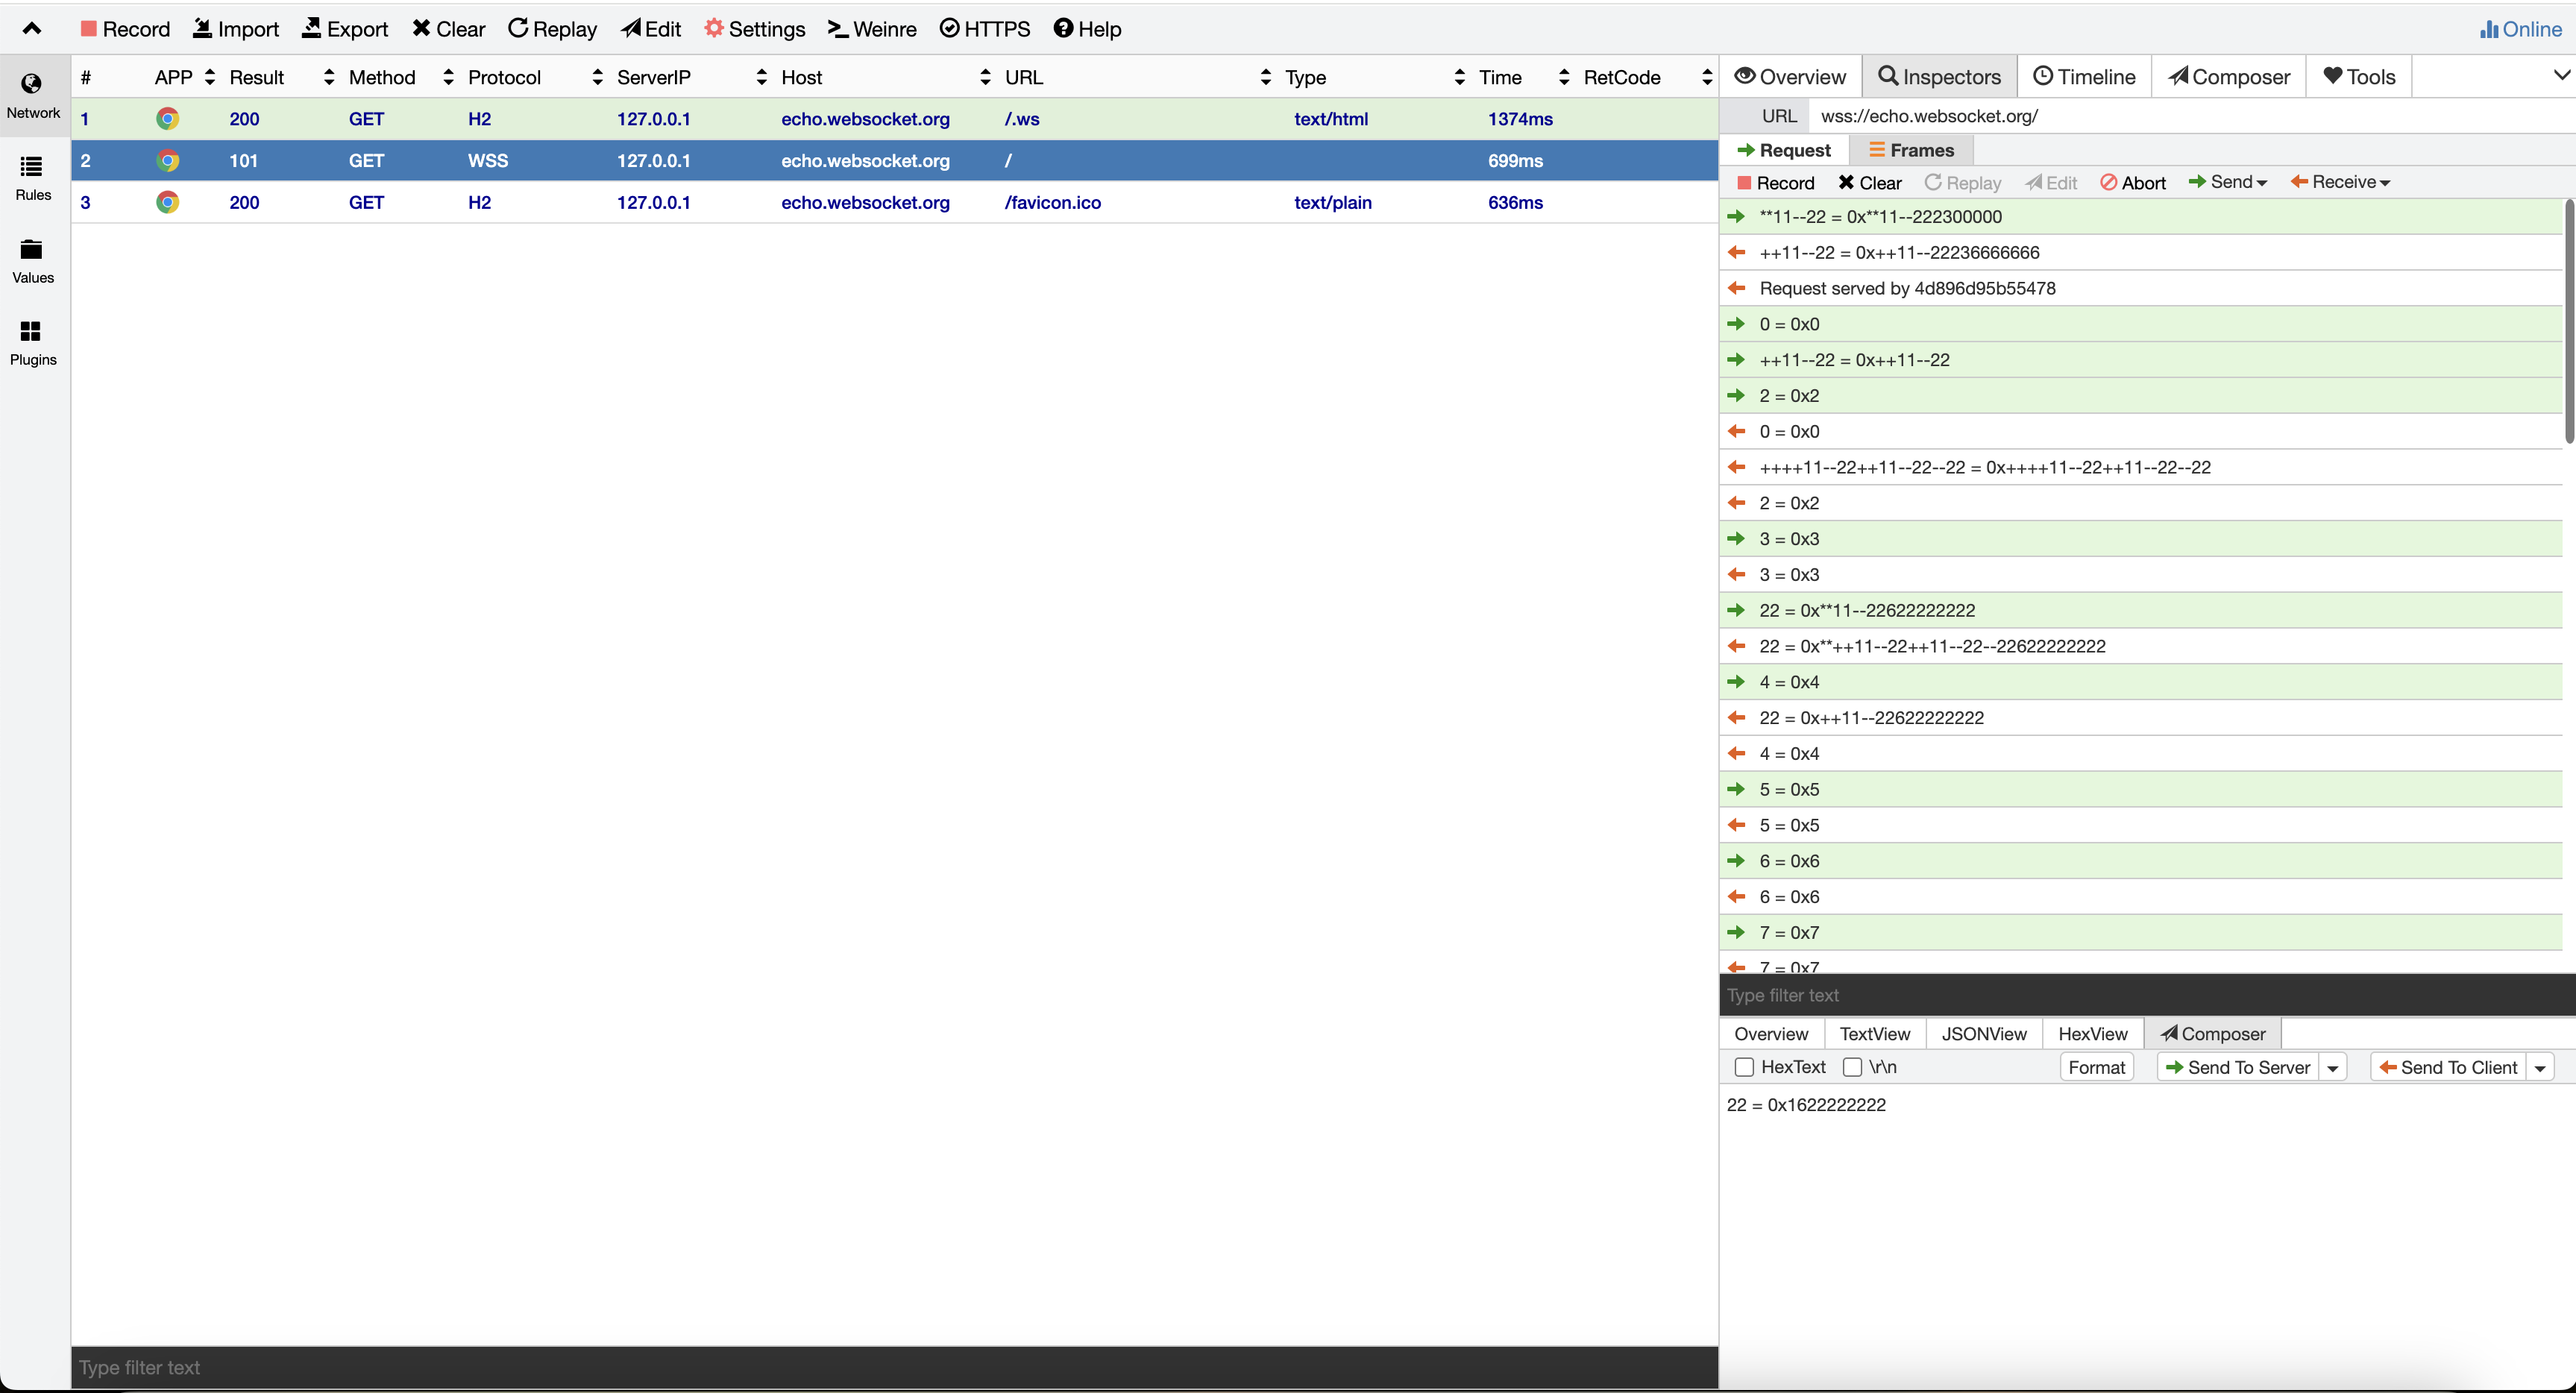 Record Import Export Clear Replay Edit Settings Weinre HTTPS Help Online
Network
Rules
Values
Plugins
# APP Result Method Protocol ServerIP Host URL Type Time RetCode
1 200 GET H2 127.0.0.1 echo.websocket.org /.ws text/html 1374ms
2 101 GET WSS 127.0.0.1 echo.websocket.org / 699ms
3 200 GET H2 127.0.0.1 echo.websocket.org /favicon.ico text/plain 636ms
Type filter text
Overview Inspectors Timeline Composer Tools
URL wss://echo.websocket.org/
Request Frames
Record Clear Replay Edit Abort Send Receive
**11--22 = 0x**11--222300000
++11--22 = 0x++11--22236666666
Request served by 4d896d95b55478
0 = 0x0
++11--22 = 0x++11--22
2 = 0x2
0 = 0x0
++++11--22++11--22--22 = 0x++++11--22++11--22--22
2 = 0x2
3 = 0x3
3 = 0x3
22 = 0x**11--22622222222
22 = 0x**++11--22++11--22--22622222222
4 = 0x4
22 = 0x++11--22622222222
4 = 0x4
5 = 0x5
5 = 0x5
6 = 0x6
6 = 0x6
7 = 0x7
7 = 0x7
Type filter text
Overview TextView JSONView HexView Composer
HexText \r\n Format Send To Server Send To Client
22 = 0x1622222222